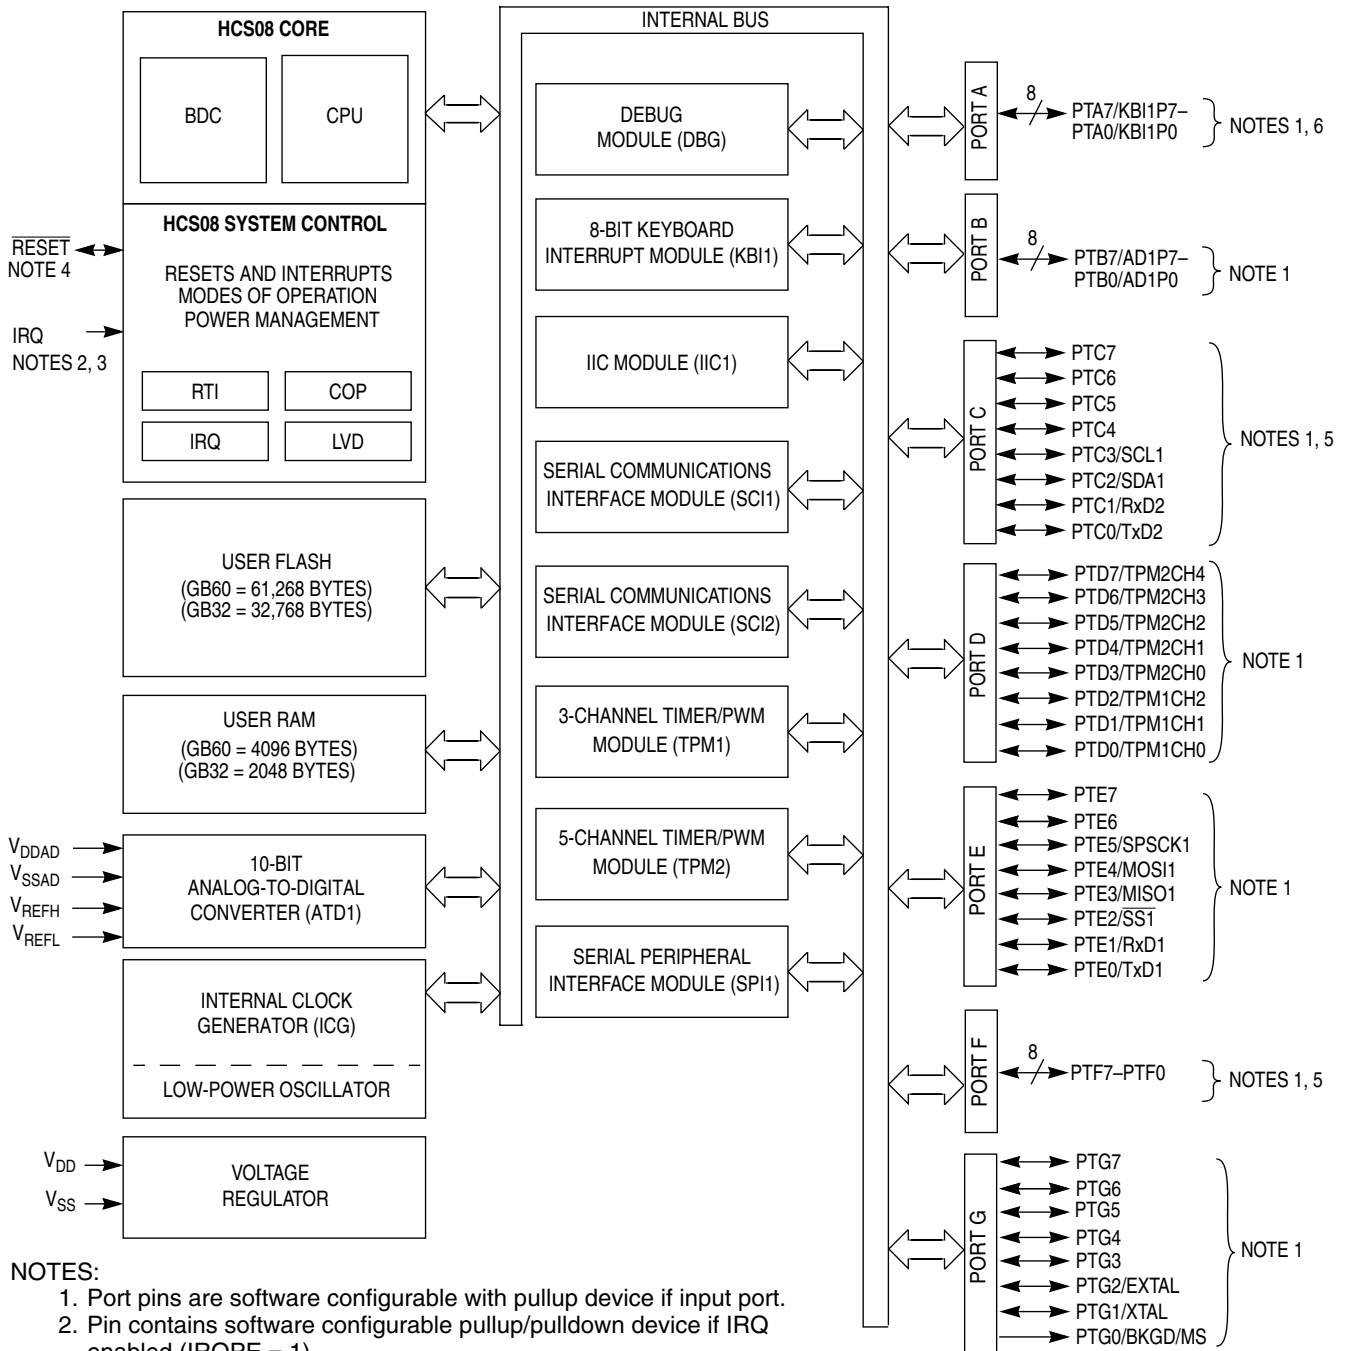 INTERNAL BUS
HCS08 CORE
BDC
CPU
HCS08 SYSTEM CONTROL
RESETS AND INTERRUPTS
MODES OF OPERATION
POWER MANAGEMENT
RTI
COP
IRQ
LVD
RESET
NOTE 4
IRQ
NOTES 2, 3
USER FLASH
(GB60 = 61,268 BYTES)
(GB32 = 32,768 BYTES)
USER RAM
(GB60 = 4096 BYTES)
(GB32 = 2048 BYTES)
VDDAD
VSSAD
VREFH
VREFL
10-BIT
ANALOG-TO-DIGITAL
CONVERTER (ATD1)
INTERNAL CLOCK
GENERATOR (ICG)
LOW-POWER OSCILLATOR
VDD
VSS
VOLTAGE
REGULATOR
DEBUG
MODULE (DBG)
8-BIT KEYBOARD
INTERRUPT MODULE (KBI1)
IIC MODULE (IIC1)
SERIAL COMMUNICATIONS
INTERFACE MODULE (SCI1)
SERIAL COMMUNICATIONS
INTERFACE MODULE (SCI2)
3-CHANNEL TIMER/PWM
MODULE (TPM1)
5-CHANNEL TIMER/PWM
MODULE (TPM2)
SERIAL PERIPHERAL
INTERFACE MODULE (SPI1)
PORT A
8
PTA7/KBI1P7–
PTA0/KBI1P0
NOTES 1, 6
PORT B
8
PTB7/AD1P7–
PTB0/AD1P0
NOTE 1
PORT C
PTC7
PTC6
PTC5
PTC4
PTC3/SCL1
PTC2/SDA1
PTC1/RxD2
PTC0/TxD2
NOTES 1, 5
PORT D
PTD7/TPM2CH4
PTD6/TPM2CH3
PTD5/TPM2CH2
PTD4/TPM2CH1
PTD3/TPM2CH0
PTD2/TPM1CH2
PTD1/TPM1CH1
PTD0/TPM1CH0
NOTE 1
PORT E
PTE7
PTE6
PTE5/SPSCK1
PTE4/MOSI1
PTE3/MISO1
PTE2/SS1
PTE1/RxD1
PTE0/TxD1
NOTE 1
PORT F
8
PTF7–PTF0
NOTES 1, 5
PORT G
PTG7
PTG6
PTG5
PTG4
PTG3
PTG2/EXTAL
PTG1/XTAL
PTG0/BKGD/MS
NOTE 1
NOTES:
1. Port pins are software configurable with pullup device if input port.
2. Pin contains software configurable pullup/pulldown device if IRQ
enabled (IRQPE = 1)